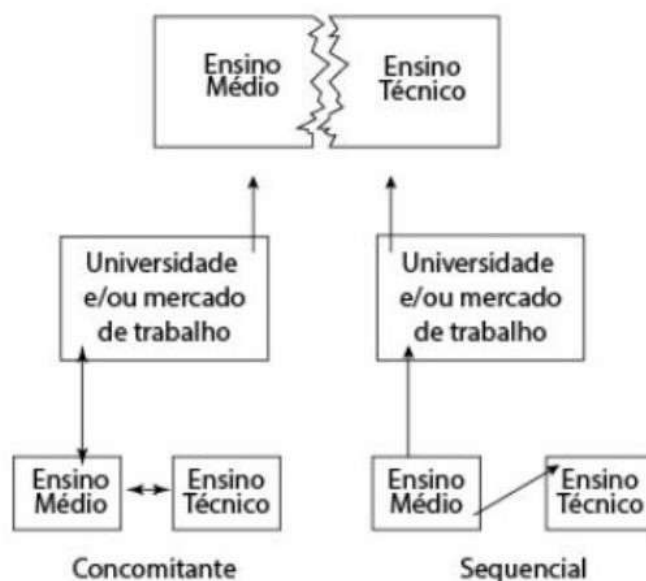 Ensino
Médio
Ensino
Técnico
Universidade
e/ou mercado
de trabalho
Universidade
e/ou mercado
de trabalho
Ensino
Médio
Ensino
Técnico
Ensino
Médio
Ensino
Técnico
Concomitante
Sequencial